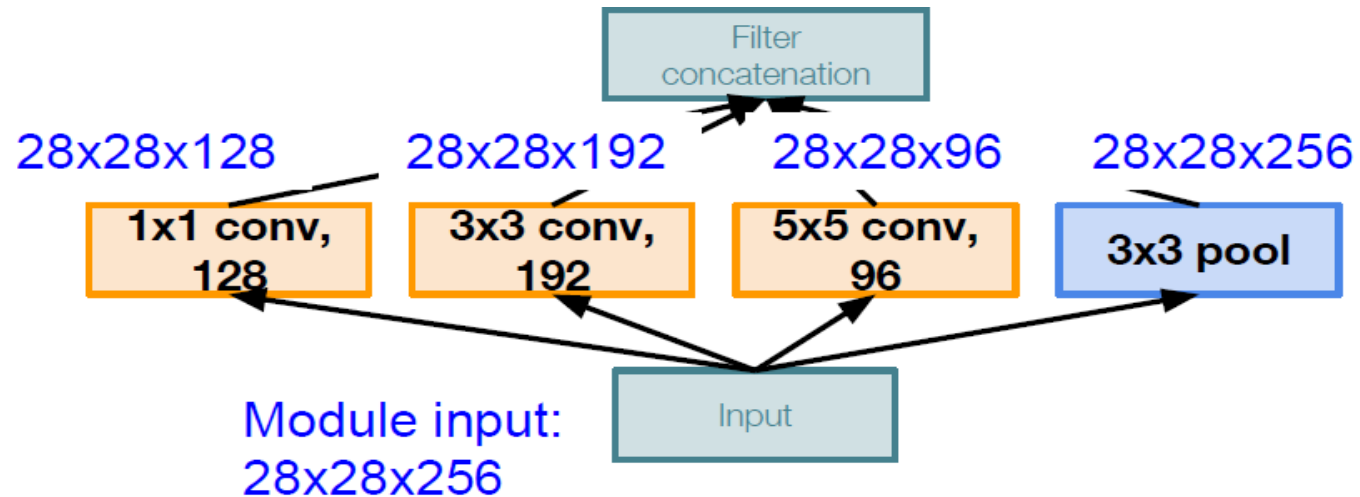 Filter
concatenation
28x28x128 28x28x192 28x28x96 28x28x256
1x1 conv,
128
3x3 conv,
192
5x5 conv,
96
3x3 pool
Input
Module input:
28x28x256